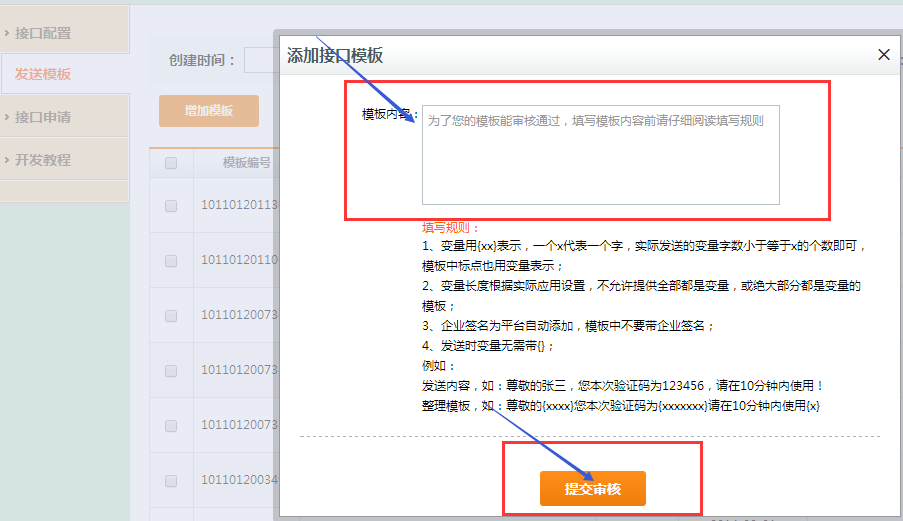 接口配置
发送模板
接口申请
开发教程
创建时间：
增加模板
模板编号
1011012011
1011012011
10110120073
10110120073
10110120073
10110120034
添加接口模板
模板内容：
为了您的模板能审核通过，填写模板内容前请仔细阅读填写规则
填写规则：
1、变量用{xx}表示，一个x代表一个字，实际发送的变量字数小于等于x的个数即可，
模板中标点也用变量表示；
2、变量长度根据实际应用设置，不允许提供全部都是变量，或绝大部分都是变量的
模板；
3、企业签名为平台自动添加，模板中不要带企业签名；
4、发送时变量无需带{}；
例如：
发送内容，如：尊敬的张三，您本次验证码为123456，请在10分钟内使用！
整理模板，如：尊敬的{xxxx}您本次验证码为{xxxxxxx}请在10分钟内使用{x}
提交审核